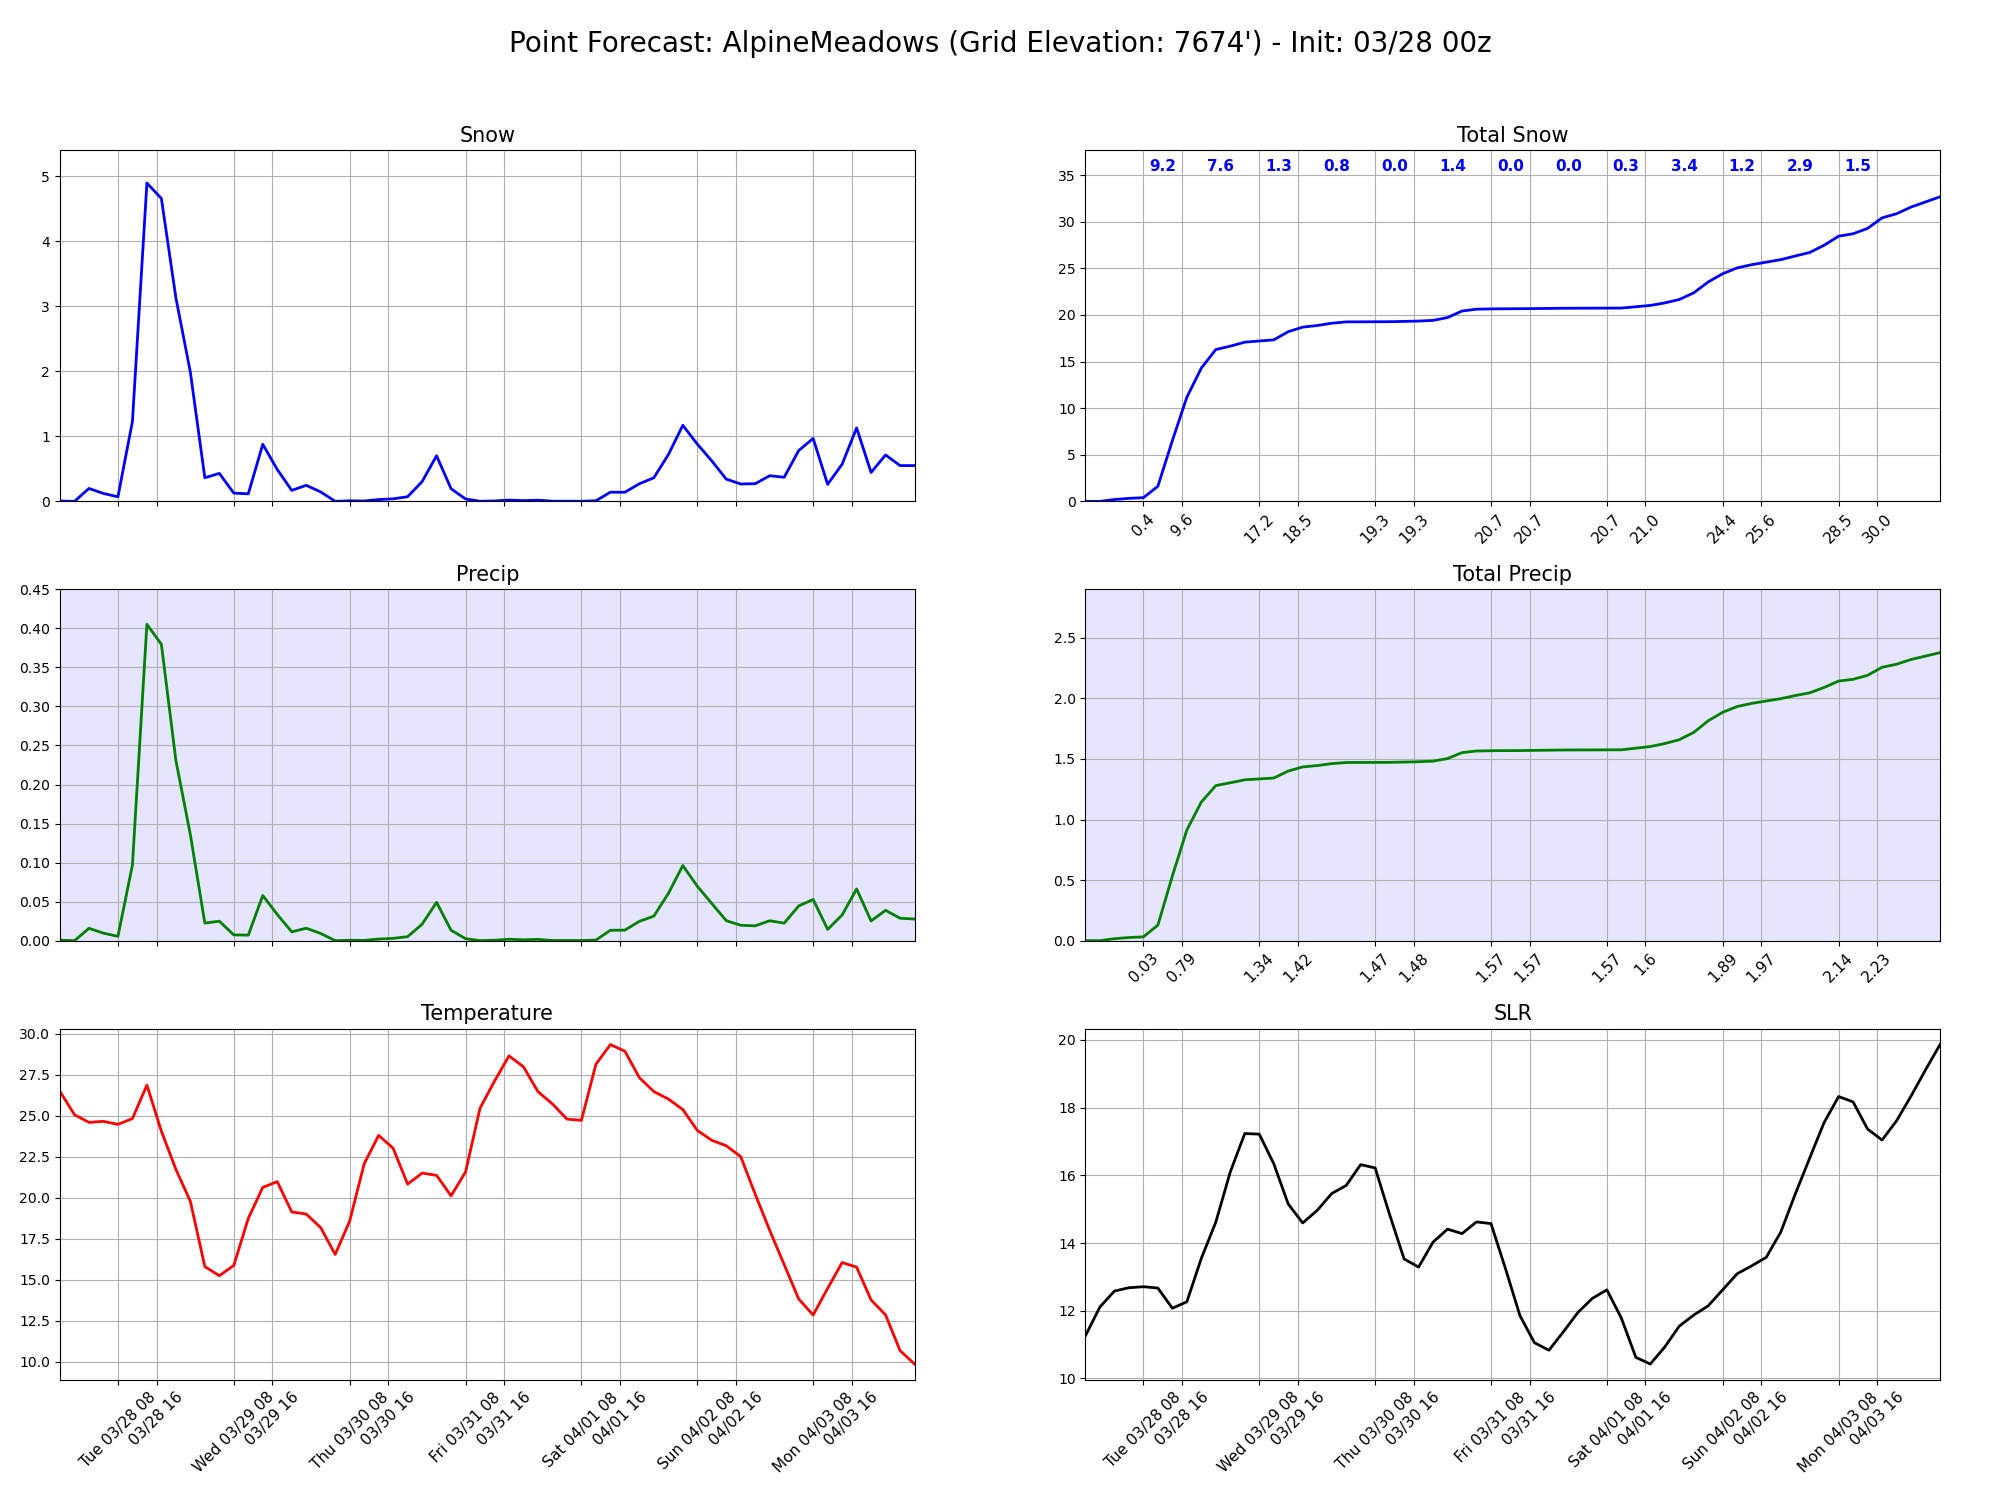 Point Forecast: AlpineMeadows (Grid Elevation: 7674') - Init: 03/28 00z
Snow
5
4
3
2
1
0
Total Snow
9.2 7.6 1.3 0.8 0.0 1.4 0.0 0.0 0.3 3.4 1.2 2.9 1.5
35
30
25
20
15
10
5
0
0.4 9.6 17.2 18.5 19.3 19.3 20.7 20.7 20.7 21.0 24.4 25.6 28.5 30.0
Precip
0.45
0.40
0.35
0.30
0.25
0.20
0.15
0.10
0.05
0.00
Total Precip
2.5
2.0
1.5
1.0
0.5
0.0
0.03 0.79 1.34 1.42 1.47 1.48 1.57 1.57 1.57 1.6 1.89 1.97 2.14 2.23
Temperature
30.0
27.5
25.0
22.5
20.0
17.5
15.0
12.5
10.0
Tue 03/28 08
03/28 16
Wed 03/29 08
03/29 16
Thu 03/30 08
03/30 16
Fri 03/31 08
03/31 16
Sat 04/01 08
04/01 16
Sun 04/02 08
04/02 16
Mon 04/03 08
04/03 16
SLR
20
18
16
14
12
10
Tue 03/28 08
03/28 16
Wed 03/29 08
03/29 16
Thu 03/30 08
03/30 16
Fri 03/31 08
03/31 16
Sat 04/01 08
04/01 16
Sun 04/02 08
04/02 16
Mon 04/03 08
04/03 16